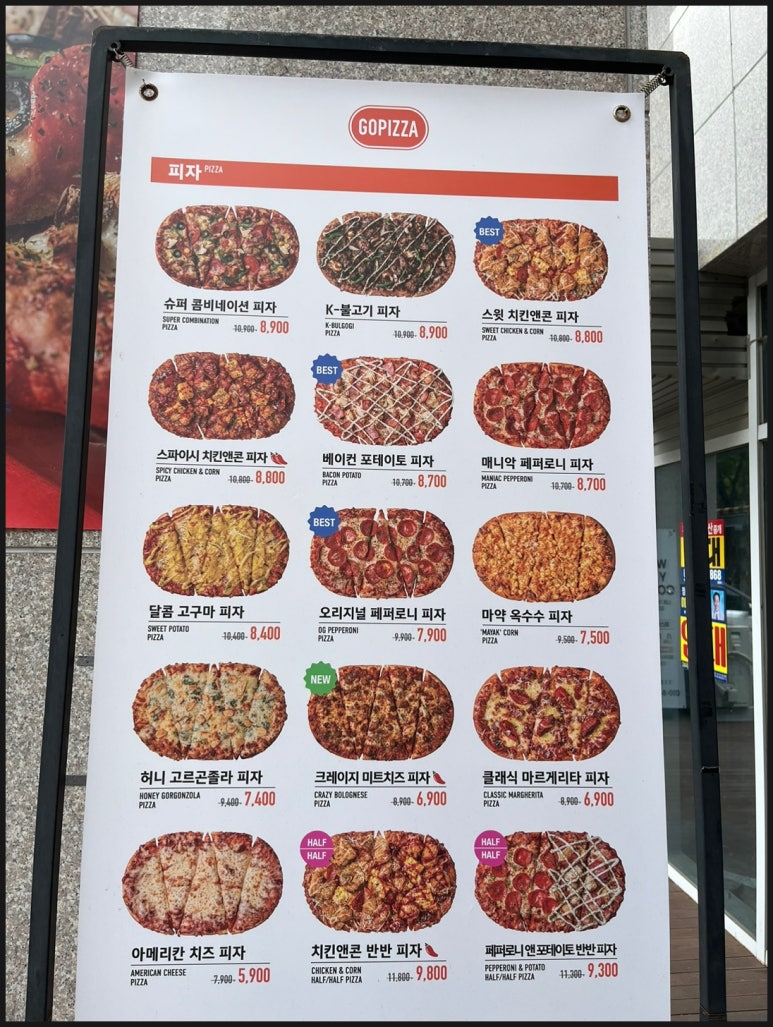 GOPIZZA
피자 PIZZA
BEST
슈퍼 콤비네이션 피자
SUPER COMBINATION
PIZZA
10,900- 8,900
K-불고기 피자
K-BULGOGI
PIZZA
10,900- 8,900
스윗 치킨앤콘 피자
SWEET CHICKEN & CORN
PIZZA
10,800- 8,800
BEST
스파이시 치킨앤콘 피자
SPICY CHICKEN & CORN
PIZZA
10,800- 8,800
베이컨 포테이토 피자
BACON POTATO
PIZZA
10,700- 8,700
매니악 페퍼로니 피자
MANIAC PEPPERONI
PIZZA
10,700- 8,700
BEST
달콤 고구마 피자
SWEET POTATO
PIZZA
10,400- 8,400
오리지널 페퍼로니 피자
OG PEPPERONI
PIZZA
9,900- 7,900
마약 옥수수 피자
'MAYAK' CORN
PIZZA
9,500- 7,500
NEW
허니 고르곤졸라 피자
HONEY GORGONZOLA
PIZZA
9,400- 7,400
크레이지 미트치즈 피자
CRAZY BOLOGNESE
PIZZA
8,900- 6,900
클래식 마르게리타 피자
CLASSIC MARGHERITA
PIZZA
8,900- 6,900
HALF
HALF
HALF
HALF
아메리칸 치즈 피자
AMERICAN CHEESE
PIZZA
7,900- 5,900
치킨앤콘 반반 피자
CHICKEN & CORN
HALF/HALF PIZZA
11,800- 9,800
페퍼로니 앤 포테이토 반반 피자
PEPPERONI & POTATO
HALF/HALF PIZZA
11,300- 9,300
868